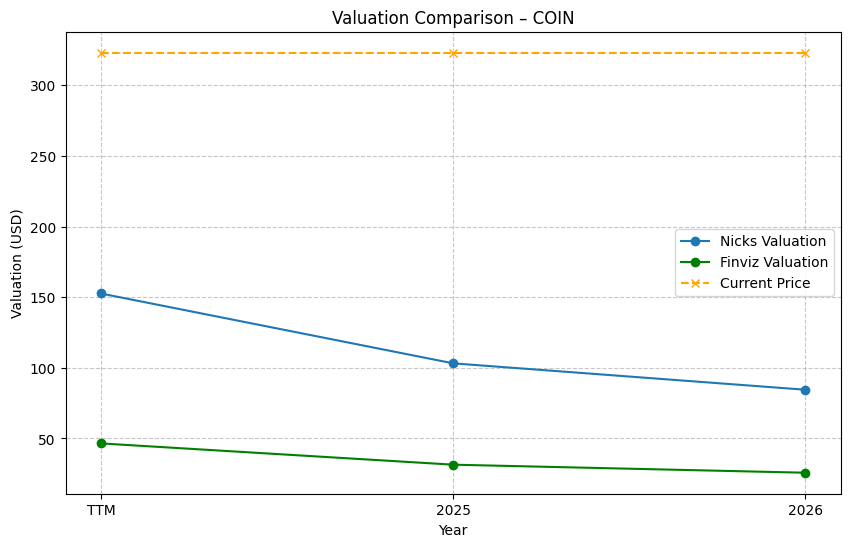 Valuation Comparison – COIN
Valuation (USD)
300
250
200
150
100
50
Nicks Valuation
Finviz Valuation
Current Price
TTM 2025 2026
Year